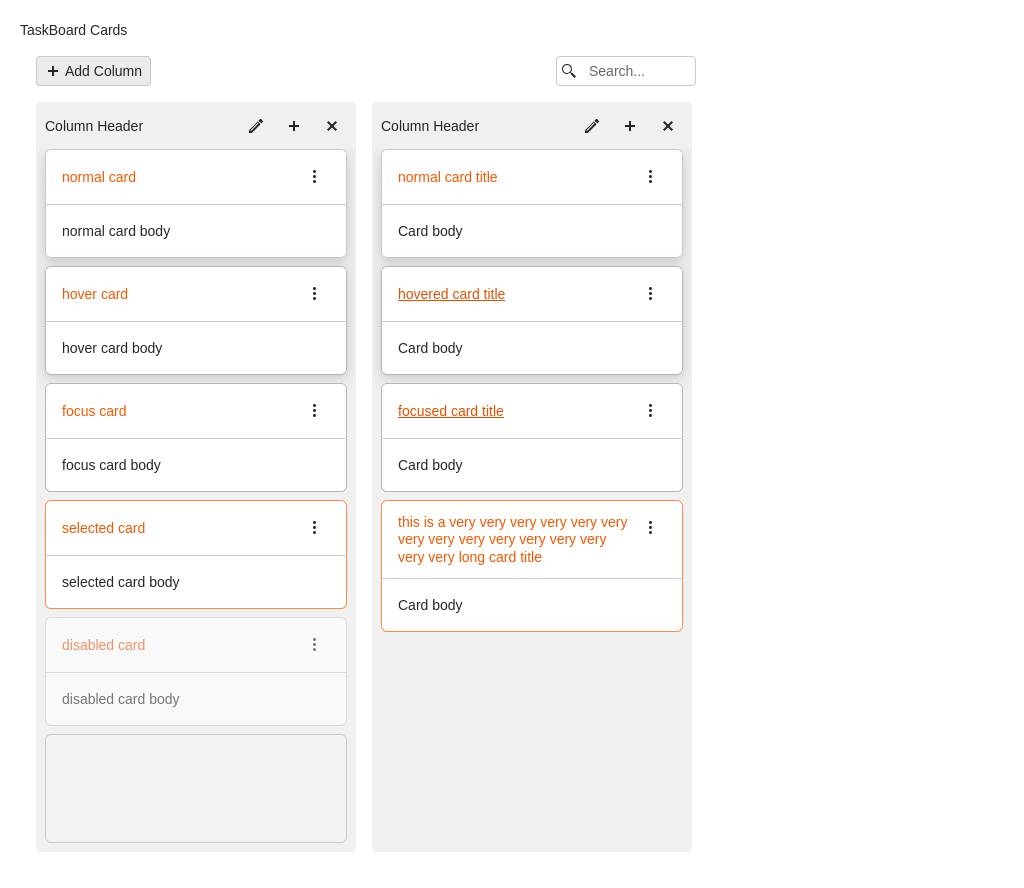 TaskBoard Cards
Add Column
Search...
Column Header
normal card
normal card body
hover card
hover card body
focus card
focus card body
selected card
selected card body
disabled card
disabled card body
Column Header
normal card title
Card body
hovered card title
Card body
focused card title
Card body
this is a very very very very very very
very very very very very very very
very very long card title
Card body